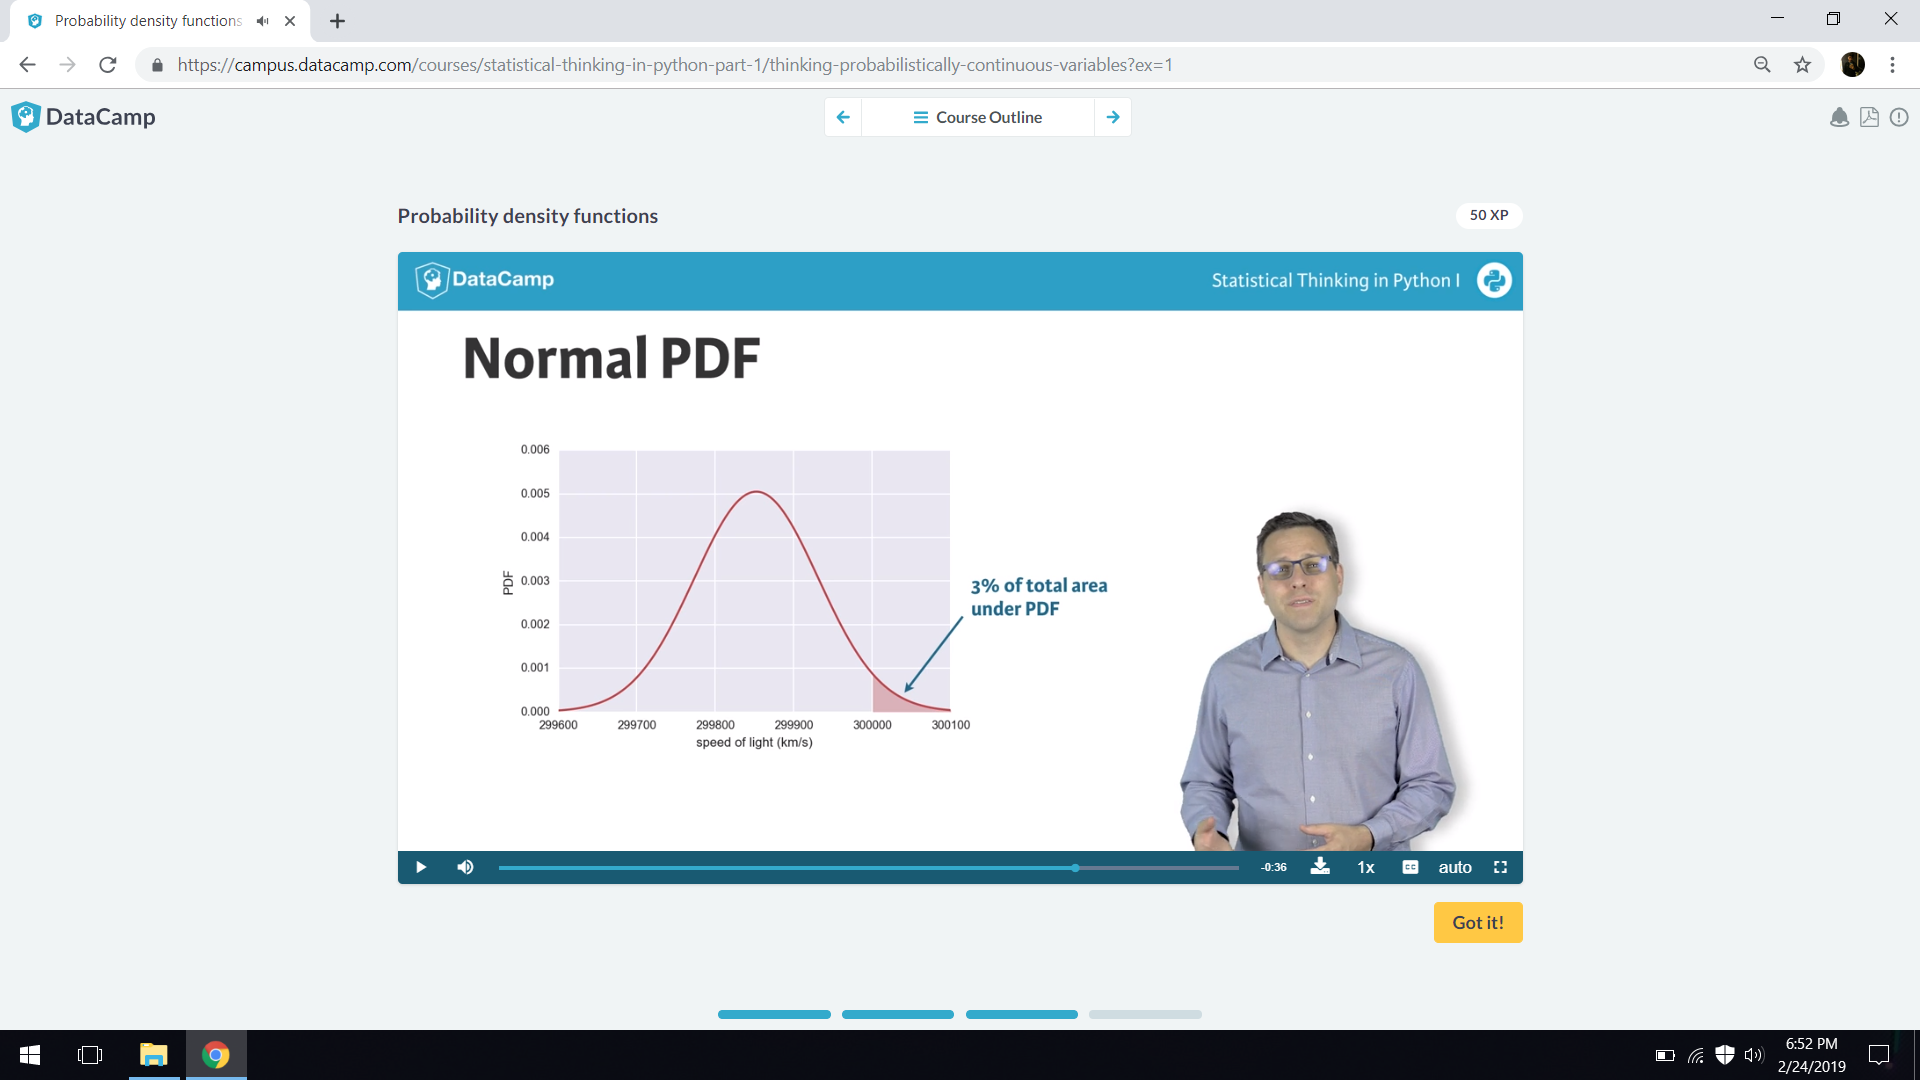 Probability density functions
https://campus.datacamp.com/courses/statistical-thinking-in-python-part-1/thinking-probabilistically-continuous-variables?ex=1
DataCamp
Course Outline
Probability density functions
50 XP
DataCamp
Statistical Thinking in Python I
Normal PDF
0.006
0.005
0.004
0.003
0.002
0.001
0.000
PDF
299600
299700
299800
299900
300000
300100
speed of light (km/s)
3% of total area
under PDF
-0:36
1x
CC
auto
Got it!
6:52 PM
2/24/2019